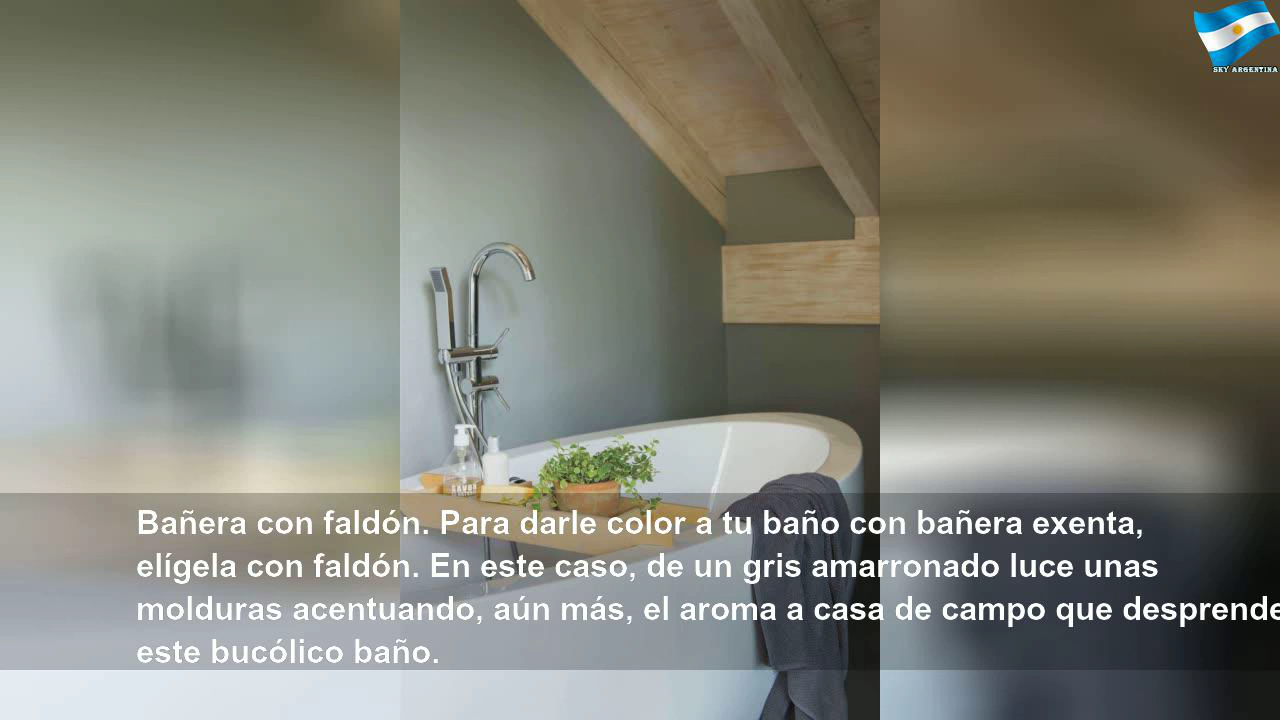 SKY ARGENTINA
SAVON
Bañera con faldón. Para darle color a tu baño con bañera exenta,
elígela con faldón. En este caso, de un gris amarronado luce unas
molduras acentuando, aún más, el aroma a casa de campo que desprende
este bucólico baño.